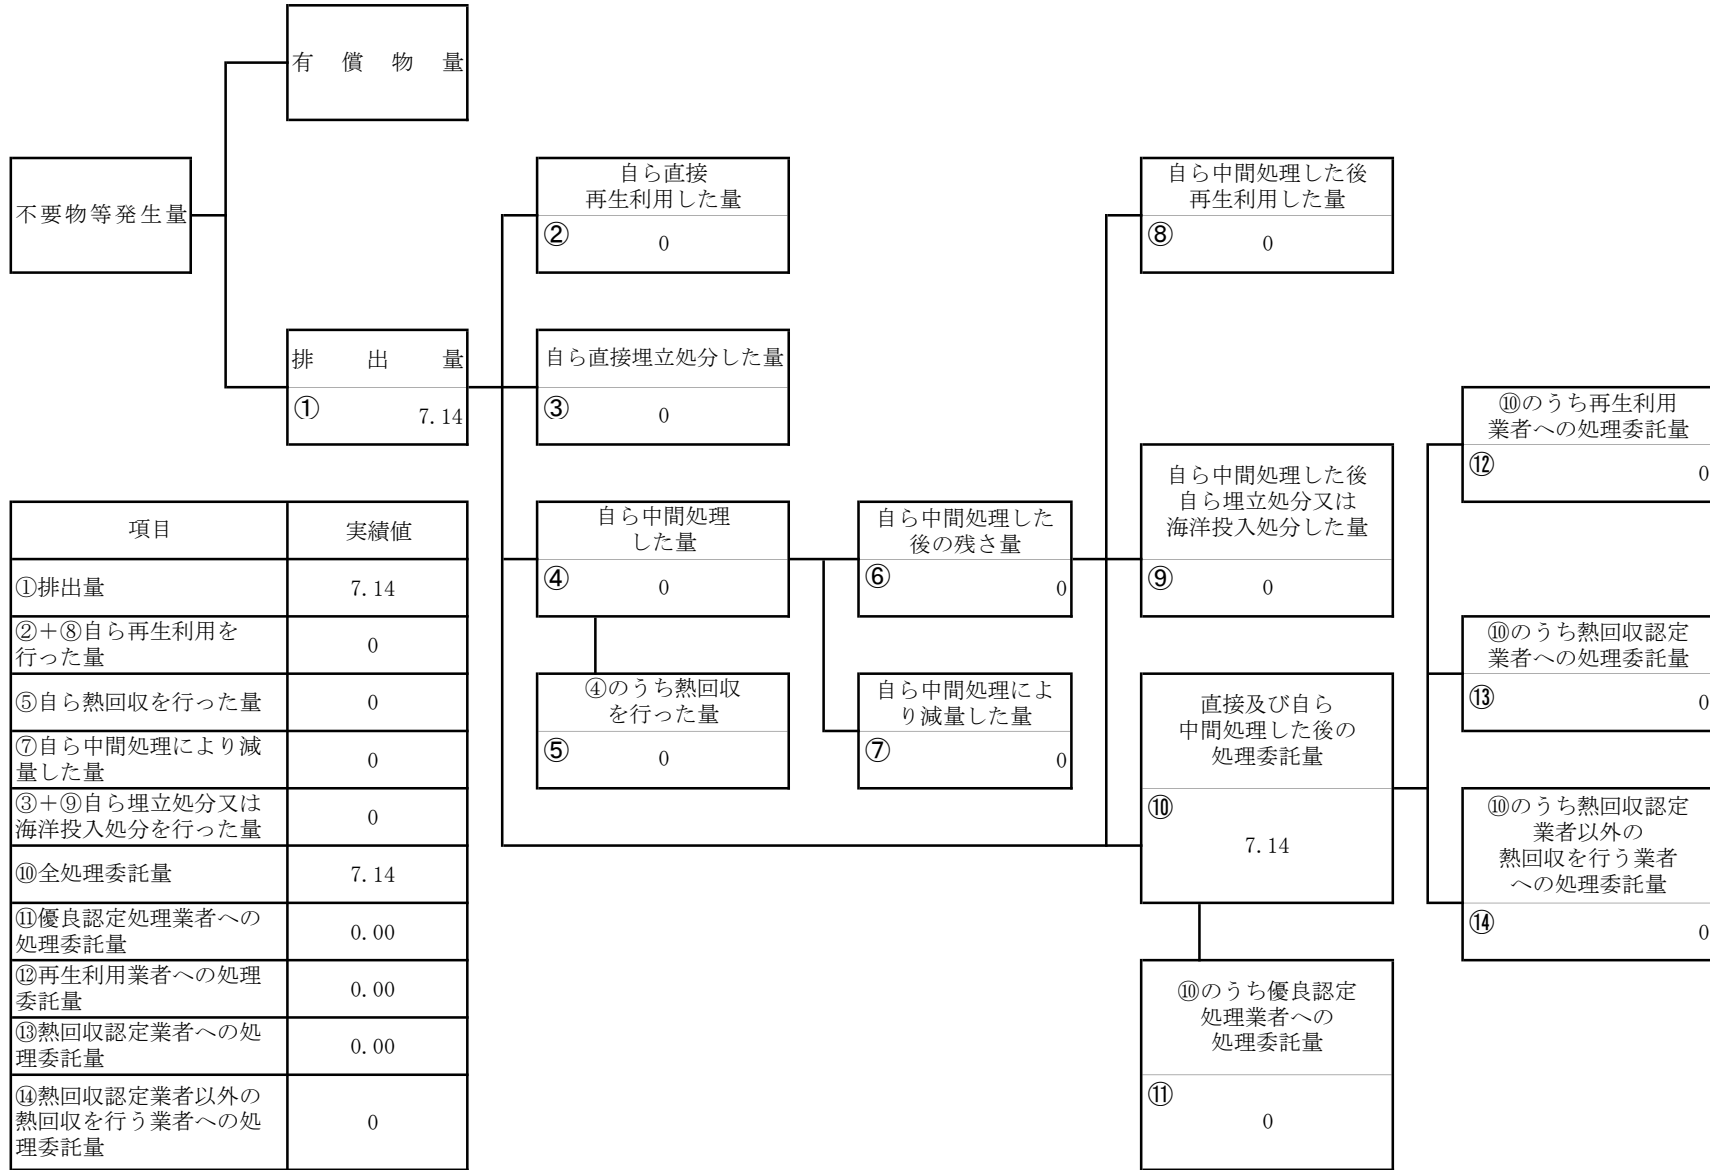 有償物量
不要物等発生量
排出量
①
7.14
自ら直接
再生利用した量
②
0
自ら直接埋立処分した量
③
0
自ら中間処理
した量
④
0
④のうち熱回収
を行った量
⑤
0
自ら中間処理した
後の残さ量
⑥
0
自ら中間処理によ
り減量した量
⑦
0
自ら中間処理した後
再生利用した量
⑧
0
自ら中間処理した後
自ら埋立処分又は
海洋投入処分した量
⑨
0
直接及び自ら
中間処理した後の
処理委託量
⑩
7.14
⑩のうち優良認定
処理業者への
処理委託量
⑪
0
⑩のうち再生利用
業者への処理委託量
⑫
0
⑩のうち熱回収認定
業者への処理委託量
⑬
0
⑩のうち熱回収認定
業者以外の
熱回収を行う業者
への処理委託量
⑭
0
項目 実績値
①排出量 7.14
②＋⑧自ら再生利用を
行った量 0
⑤自ら熱回収を行った量 0
⑦自ら中間処理により減
量した量 0
③＋⑨自ら埋立処分又は
海洋投入処分を行った量 0
⑩全処理委託量 7.14
⑪優良認定処理業者への
処理委託量 0.00
⑫再生利用業者への処理
委託量 0.00
⑬熱回収認定業者への処
理委託量 0.00
⑭熱回収認定業者以外の
熱回収を行う業者への処
理委託量 0